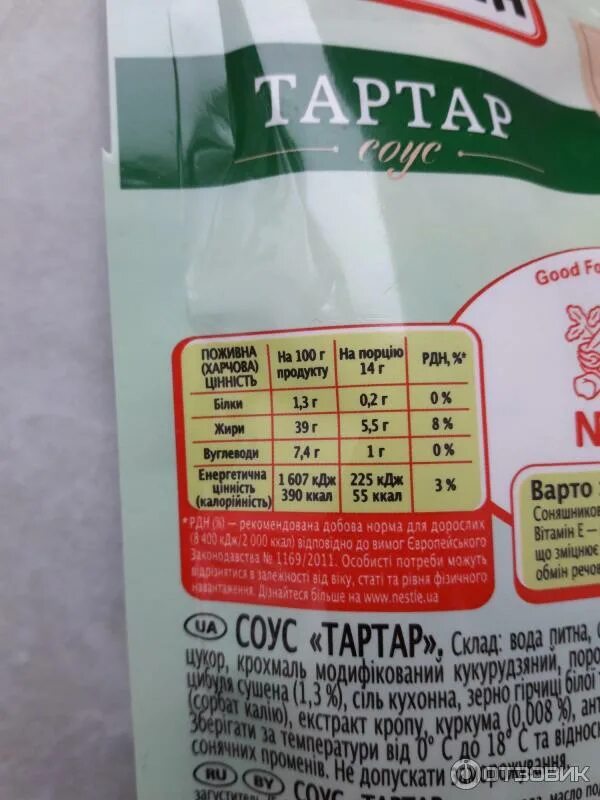 ТАРТАР
соус
Good Fo
ПОЖИВНА (ХАРЧОВА) ЦІННІСТЬ На 100 г продукту На порцію 14 г РДН, %*
Білки 1,3 г 0,2 г 0 %
Жири 39 г 5,5 г 8 %
Вуглеводи 7,4 г 1 г 0 %
Енергетична цінність (калорійність) 1 607 кДж 390 ккал 225 кДж 55 ккал 3 %
*РДН (%) — рекомендована добова норма для дорослих
(8 400 кДж/2 000 ккал) відповідно до вимог Європейського
Законодавства № 1169/2011. Особисті потреби можуть
відрізнятися в залежності від віку, статі та рівня фізичного
навантаження. Дізнайтеся більше на www.nestle.ua
N
Варто
Соняшников
Вітамін Е —
що зміцнює
обмін речов
UA СОУС «ТАРТАР». Склад: вода питна,
цукор, крохмаль модифікований кукурудзяний,
цибуля сушена (1,3 %), сіль кухонна, зерно гірчиці білої
(сорбат калію), екстракт кропу, куркума (0,008 %),
Зберігати за температури від 0° С до 18° С та
сонячних променів. Не допускати заморожування.
RU BY СОУС «ТАРТАР
ОТЗОВИК